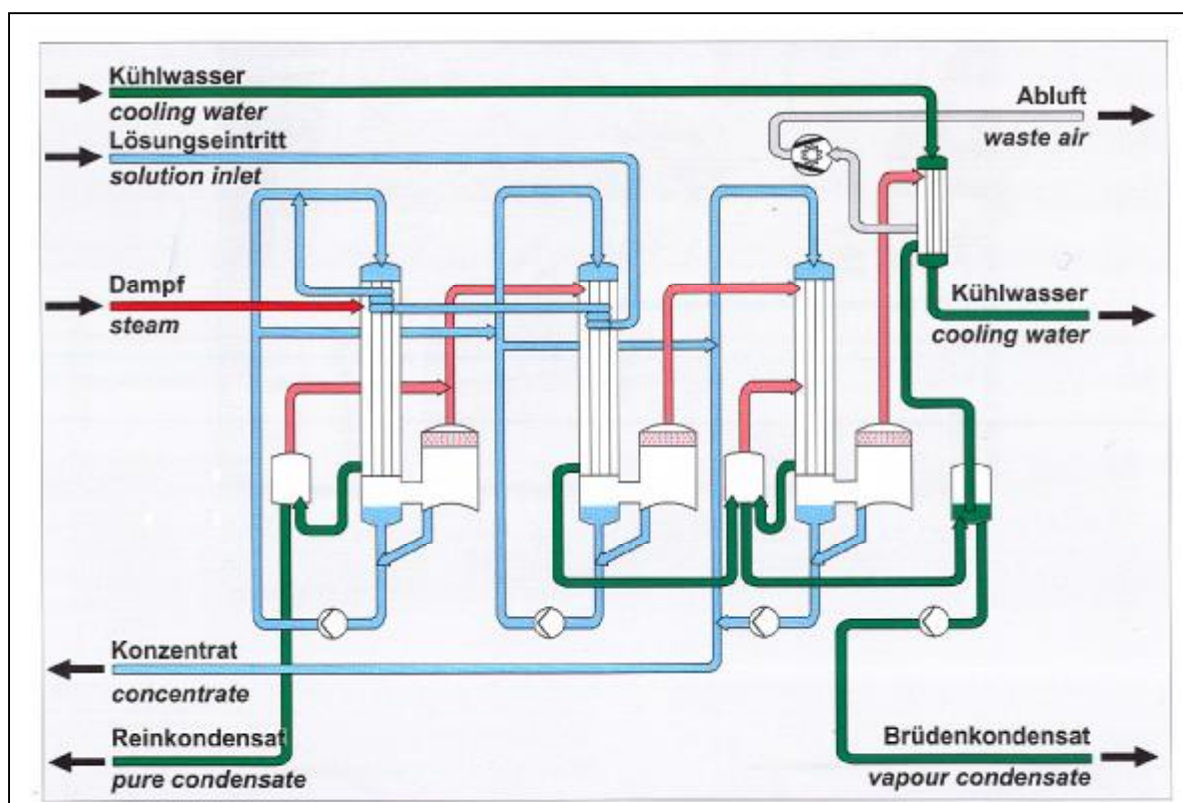 Kühlwasser
cooling water
Lösungseintritt
solution inlet
Abluft
waste air
Dampf
steam
Kühlwasser
cooling water
Konzentrat
concentrate
Reinkondensat
pure condensate
Brüdenkondensat
vapour condensate